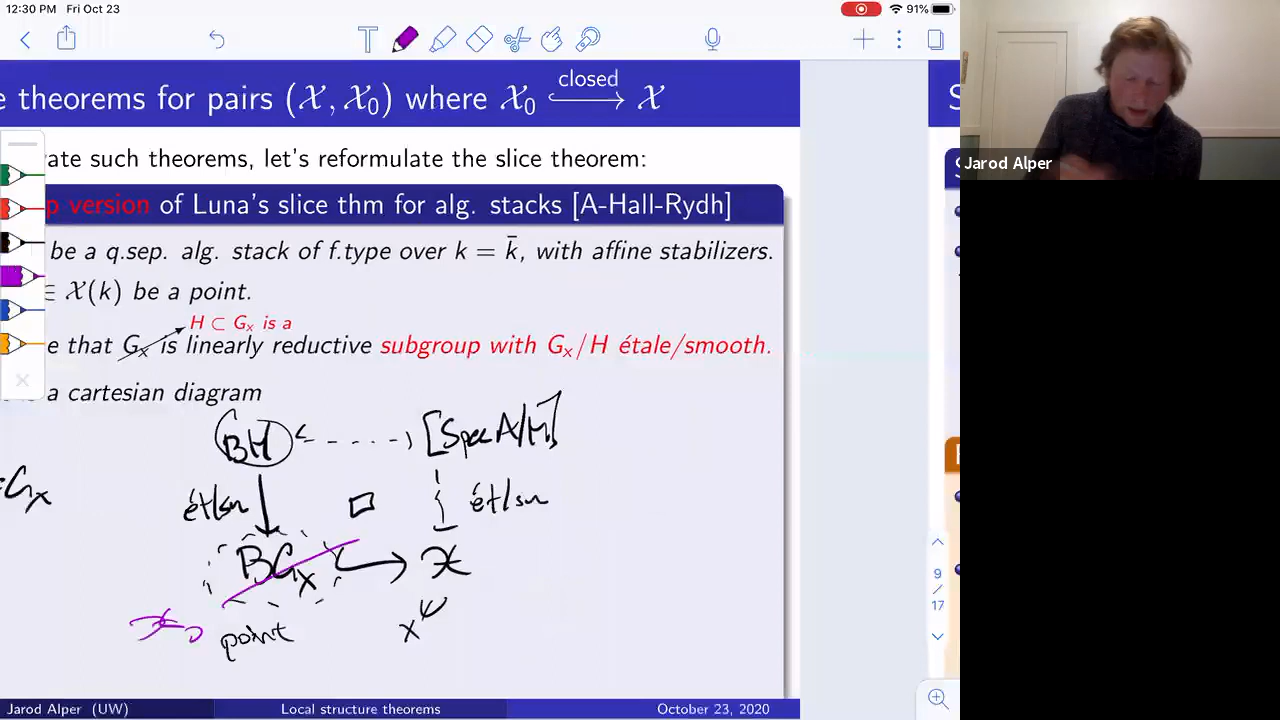 12:30 PM Fri Oct 23
91%
e theorems for pairs (𝒳, 𝒳₀) where 𝒳₀ closed ⟶ 𝒳
Jarod Alper
rate such theorems, let's reformulate the slice theorem:
p version of Luna's slice thm for alg. stacks [A-Hall-Rydh]
be a q.sep. alg. stack of f.type over k = k̄, with affine stabilizers.
∈ 𝒳(k) be a point.
H ⊂ Gₓ is a
e that Gₓ is linearly reductive subgroup with Gₓ/H étale/smooth.
is a cartesian diagram
BH [Spec A/H]
Gₓ ét/sm □ ét/sm
BGₓ ↪ 𝒳
𝒳₀ point x
9
/
17
Jarod Alper (UW) Local structure theorems October 23, 2020